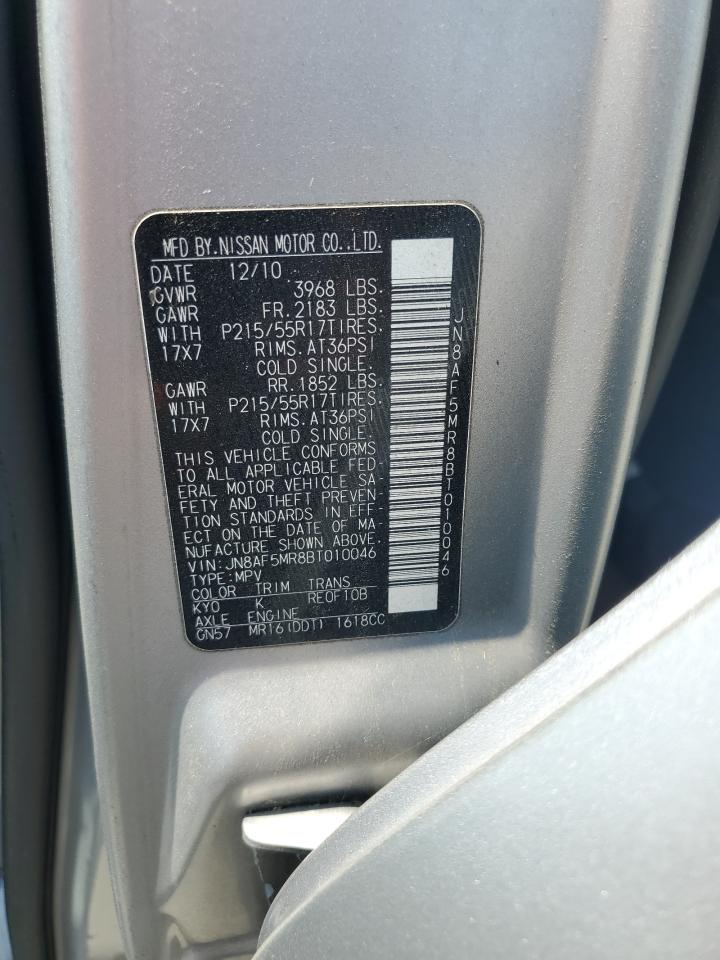 MFD BY.NISSAN MOTOR CO.,LTD.
DATE 12/10
GVWR 3968 LBS.
GAWR FR.2183 LBS.
WITH P215/55R17TIRES.
17X7 RIMS.AT36PSI
COLD SINGLE.
GAWR RR.1852 LBS.
WITH P215/55R17TIRES.
17X7 RIMS.AT36PSI
COLD SINGLE.
THIS VEHICLE CONFORMS
TO ALL APPLICABLE FED-
ERAL MOTOR VEHICLE SA-
FETY AND THEFT PREVEN-
TION STANDARDS IN EFF-
ECT ON THE DATE OF MA-
NUFACTURE SHOWN ABOVE.
VIN:JN8AF5MR8BT010046
TYPE:MPV
COLOR TRIM TRANS
KY0 K RE0F10B
AXLE ENGINE
GN57 MR16(DDT) 1618CC
JN8AF5MR8BT010046